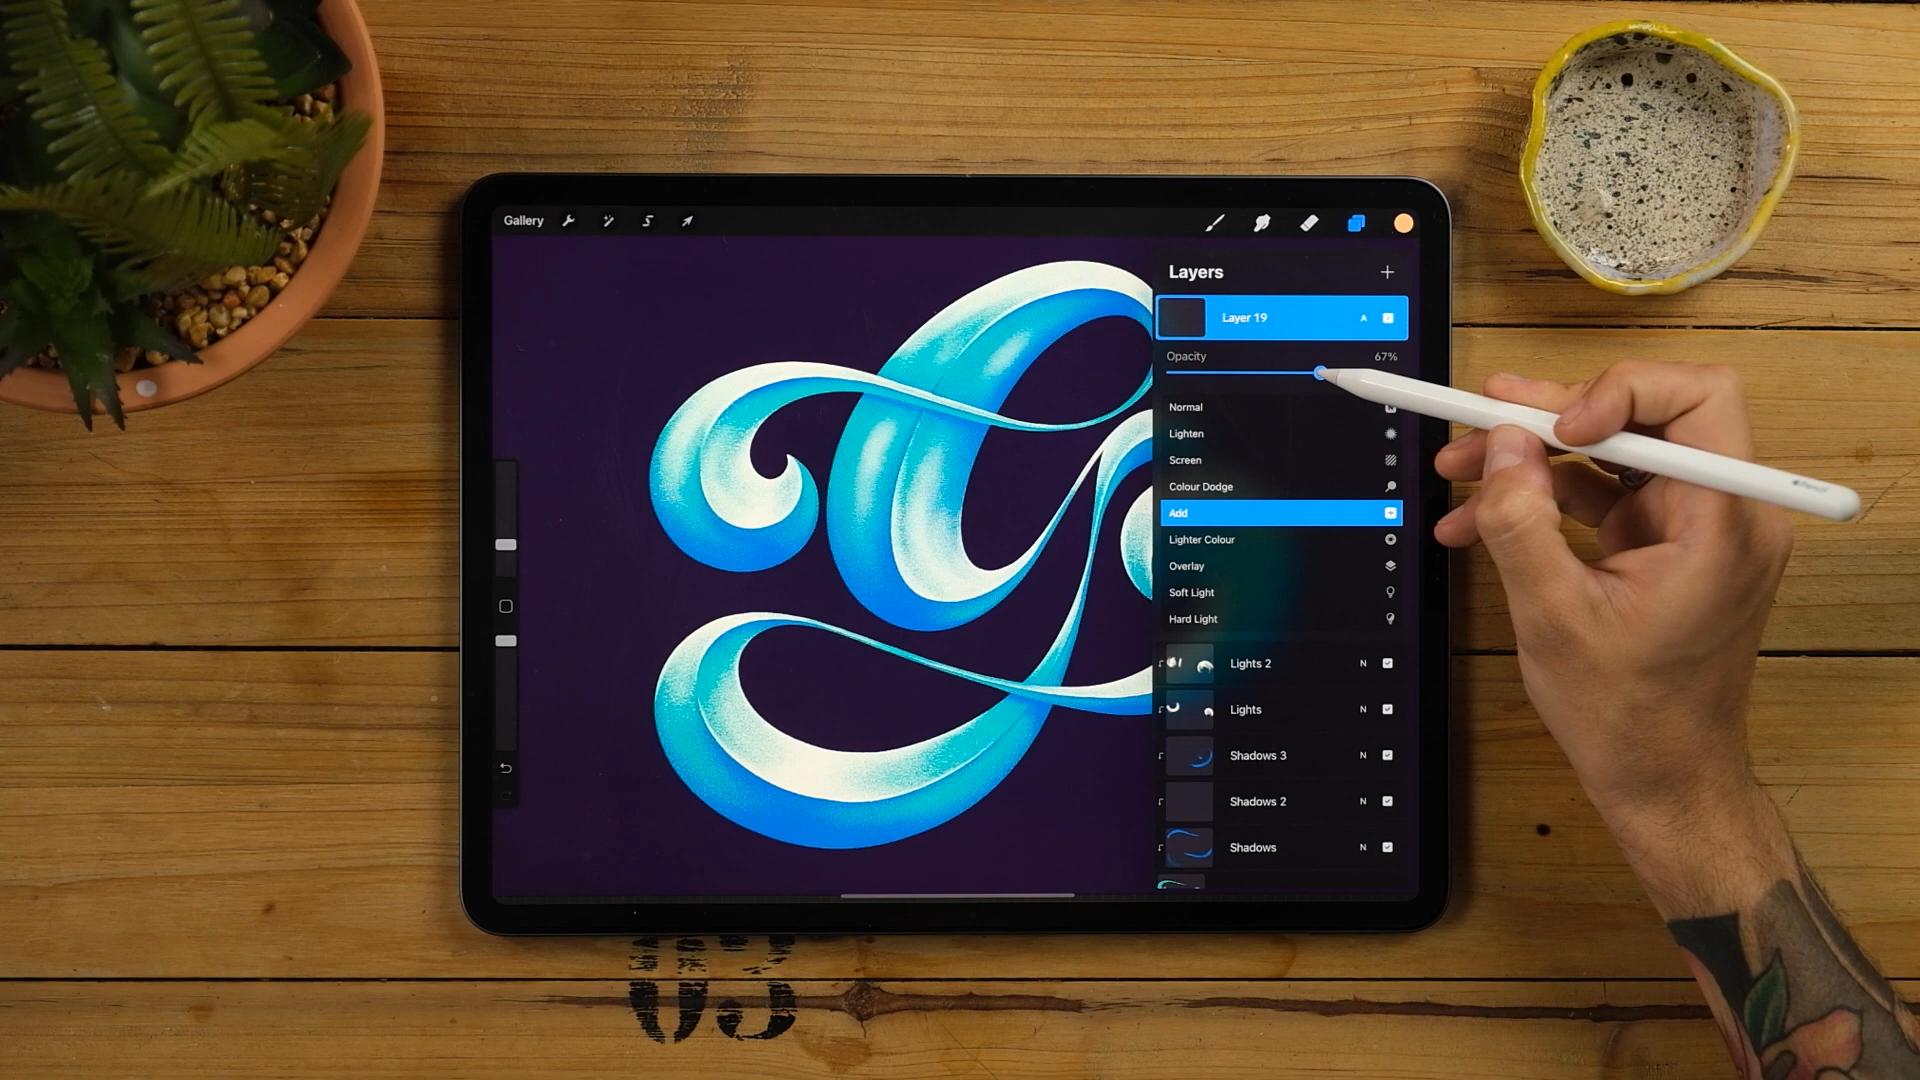 Gallery
Layers
Layer 19 A
Opacity 67%
Normal
Lighten
Screen
Colour Dodge
Add
Lighter Colour
Overlay
Soft Light
Hard Light
Lights 2 N
Lights N
Shadows 3 N
Shadows 2 N
Shadows N
03